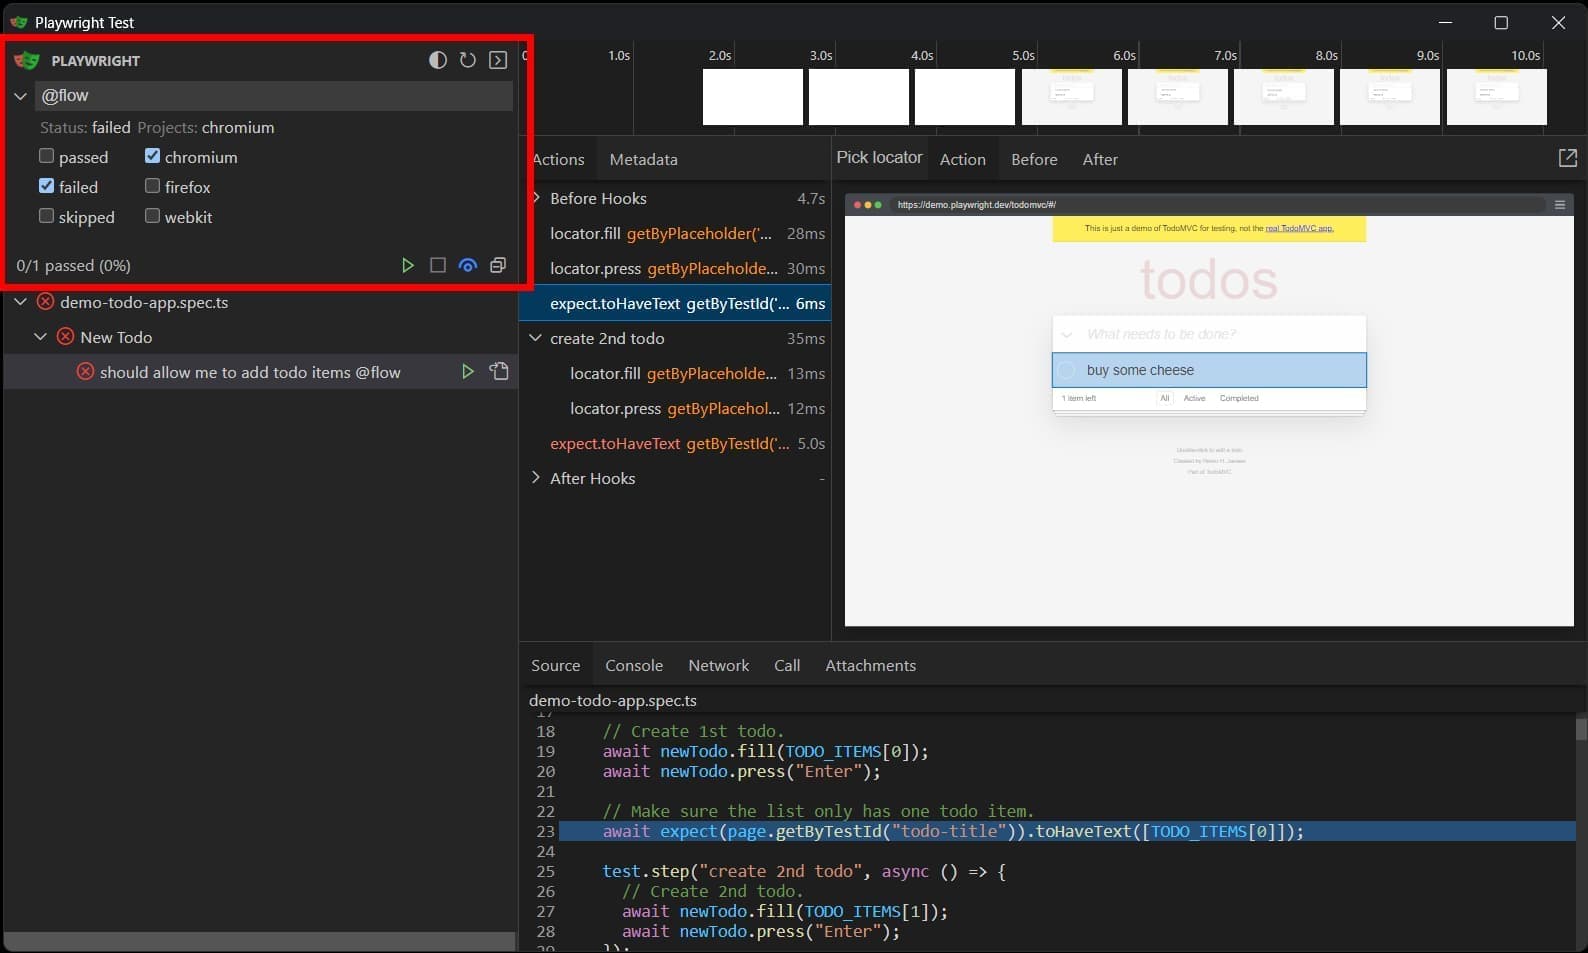 Playwright Test
PLAYWRIGHT
@flow
Status: failed Projects: chromium
passed
chromium
failed
firefox
skipped
webkit
0/1 passed (0%)
demo-todo-app.spec.ts
New Todo
should allow me to add todo items @flow
1.0s 2.0s 3.0s 4.0s 5.0s 6.0s 7.0s 8.0s 9.0s 10.0s
Actions Metadata
Before Hooks 4.7s
locator.fill getByPlaceholder('... 28ms
locator.press getByPlaceholde... 30ms
expect.toHaveText getByTestId('... 6ms
create 2nd todo 35ms
locator.fill getByPlaceholde... 13ms
locator.press getByPlacehol... 12ms
expect.toHaveText getByTestId('... 5.0s
After Hooks -
Pick locator Action Before After
https://demo.playwright.dev/todomvc/#/
This is just a demo of TodoMVC for testing, not the real TodoMVC app.
todos
What needs to be done?
buy some cheese
1 item left All Active Completed
Part of TodoMVC
Source Console Network Call Attachments
demo-todo-app.spec.ts
17
18 // Create 1st todo.
19 await newTodo.fill(TODO_ITEMS[0]);
20 await newTodo.press("Enter");
21
22 // Make sure the list only has one todo item.
23 await expect(page.getByTestId("todo-title")).toHaveText([TODO_ITEMS[0]]);
24
25 test.step("create 2nd todo", async () => {
26 // Create 2nd todo.
27 await newTodo.fill(TODO_ITEMS[1]);
28 await newTodo.press("Enter");
29 });